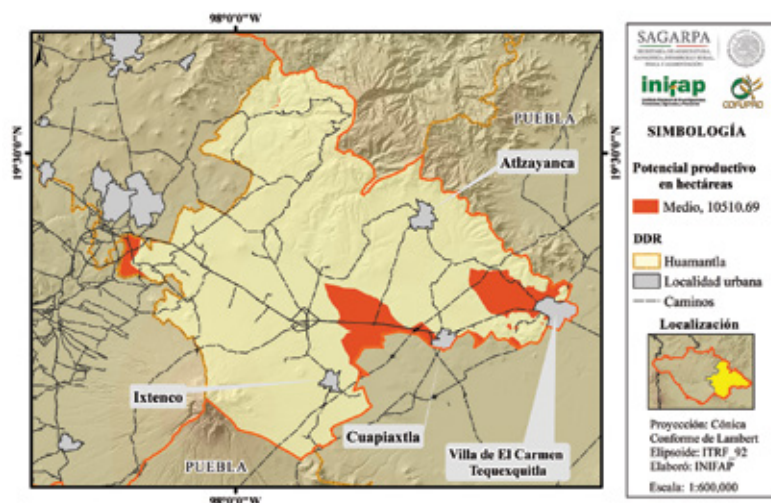 98°0'0"O
N
PUEBLA
Atlzayanca
19°30'0"N
19°30'0"N
Ixtenco
Cuapiaxtla
Villa de El Carmen
Tequexquitla
PUEBLA
98°0'0"O
SAGARPA
inifap
COFUPRO
SIMBOLOGÍA
Potencial productivo
en hectáreas
Medio, 10510.69
DDR
Huamantla
Localidad urbana
Caminos
Localización
Proyección: Cónica
Conforme de Lambert
Elipsoide: ITRF_92
Elaboró: INIFAP
Escala: 1:600,000